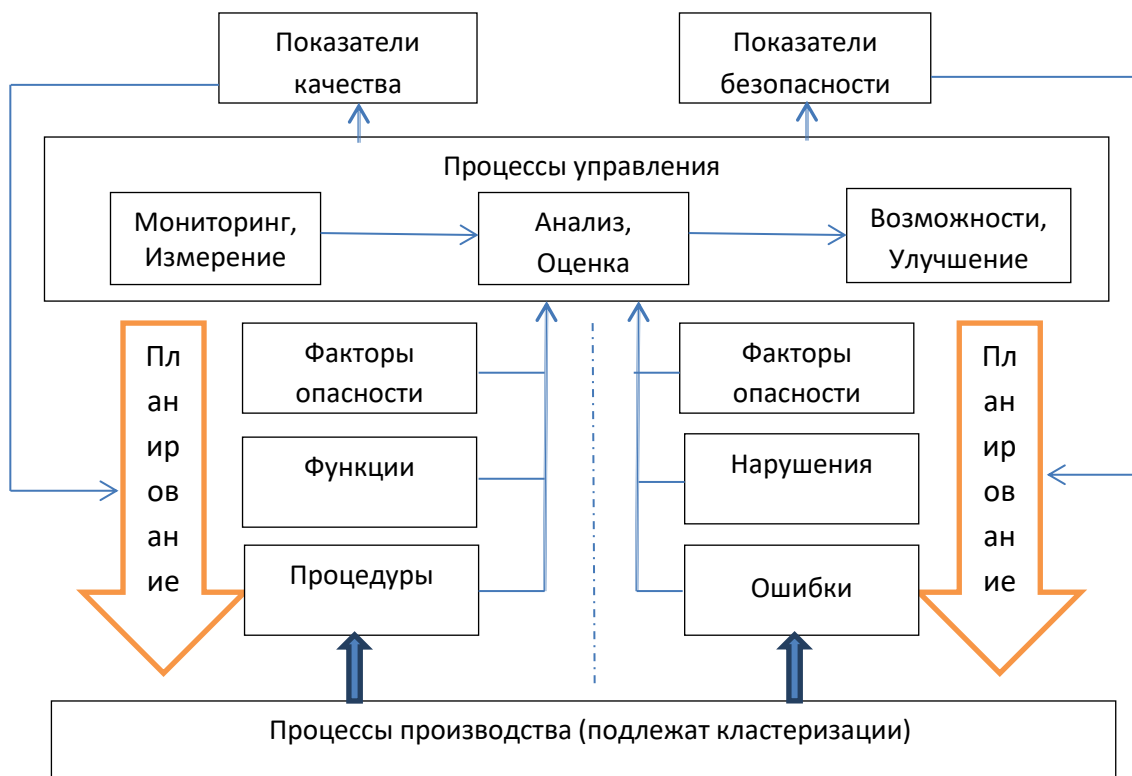 Показатели
качества
Показатели
безопасности
Процессы управления
Мониторинг,
Измерение
Анализ,
Оценка
Возможности,
Улучшение
Пл
ан
ир
ов
ан
ие
Факторы
опасности
Функции
Процедуры
Факторы
опасности
Нарушения
Ошибки
Пл
ан
ир
ов
ан
ие
Процессы производства (подлежат кластеризации)